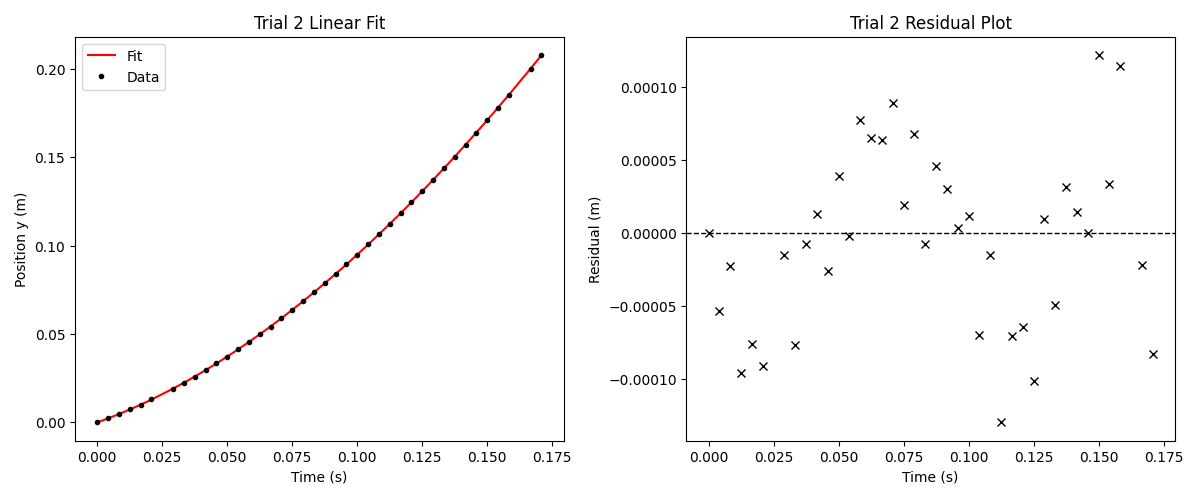 Trial 2 Linear Fit
Fit
Data
0.20
0.15
0.10
0.05
0.00
Position y (m)
0.000 0.025 0.050 0.075 0.100 0.125 0.150 0.175
Time (s)
Trial 2 Residual Plot
0.00010
0.00005
0.00000
−0.00005
−0.00010
Residual (m)
0.000 0.025 0.050 0.075 0.100 0.125 0.150 0.175
Time (s)